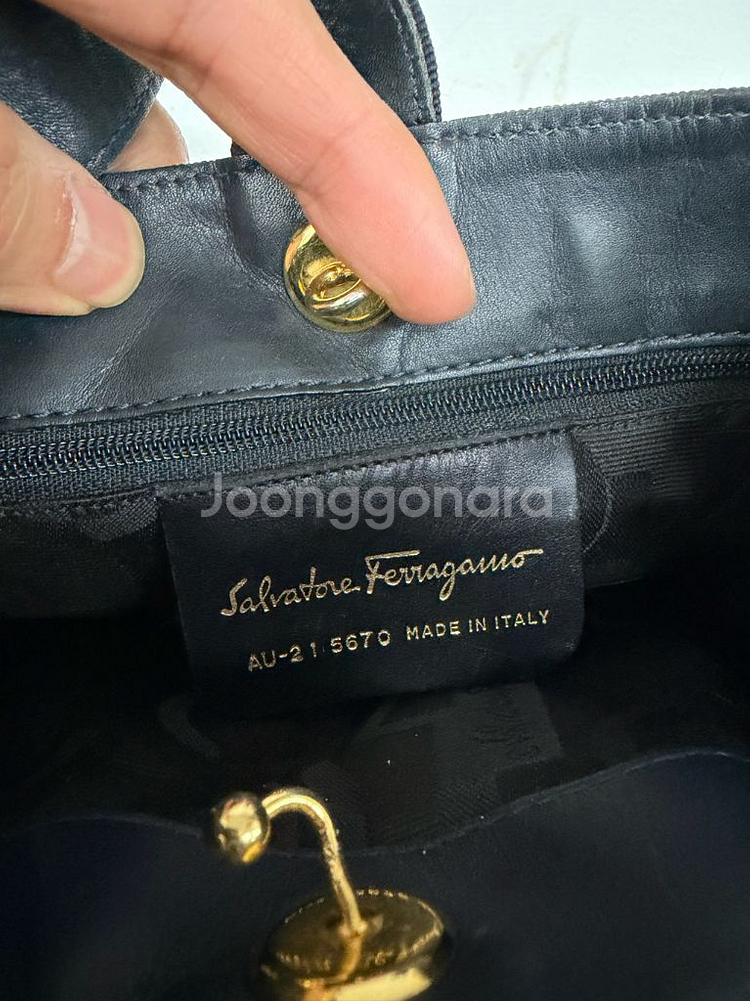 Joonggonara
Salvatore Ferragamo
AU-21 5670 MADE IN ITALY